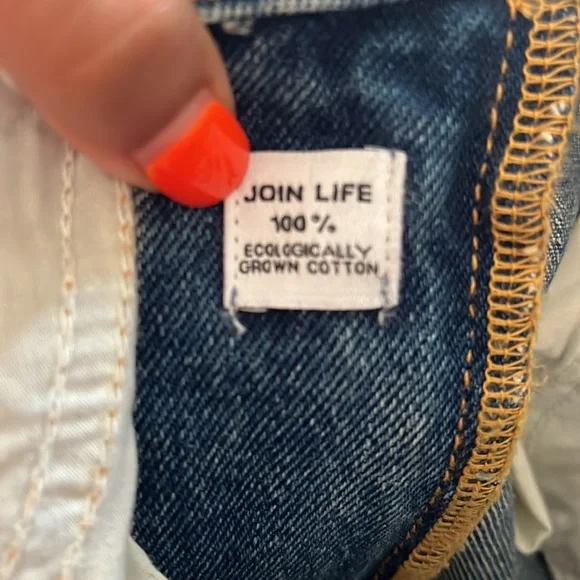 JOIN LIFE
100%
ECOLOGICALLY
GROWN COTTON